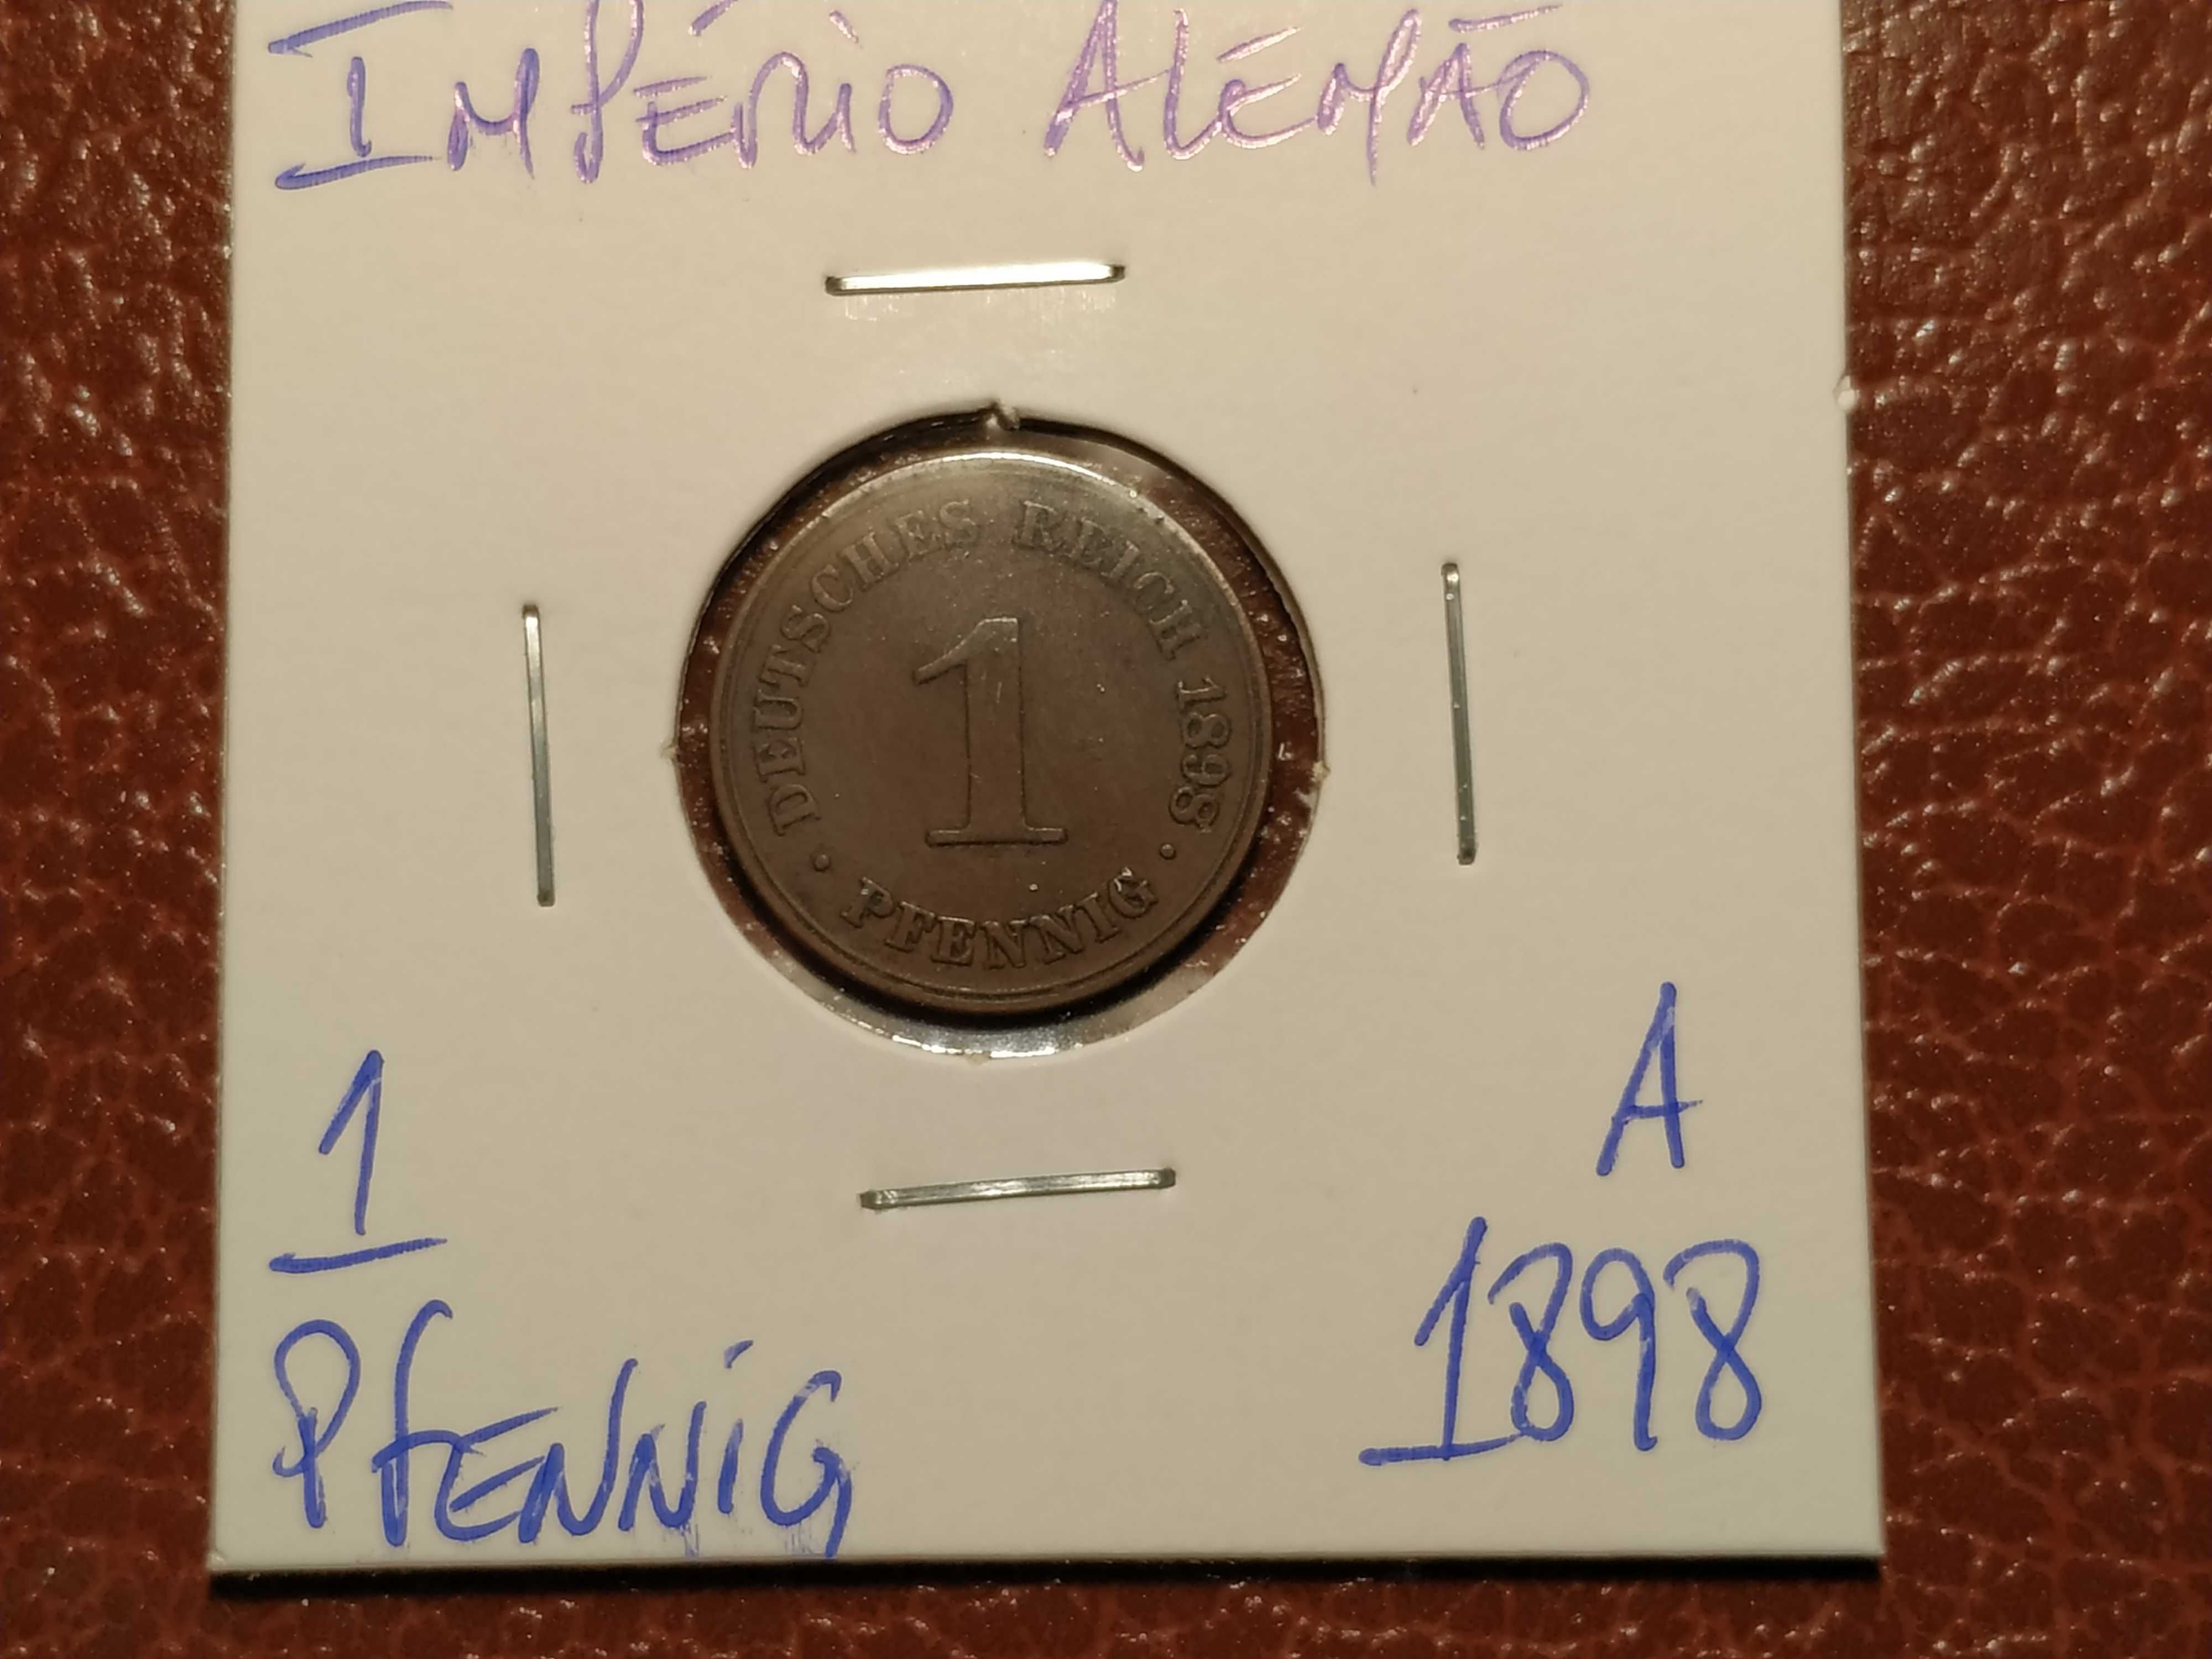 IMPÉRIO ALEMÃO
DEUTSCHES REICH 1898
1
• PFENNIG •
1
PFENNIG
A
1898